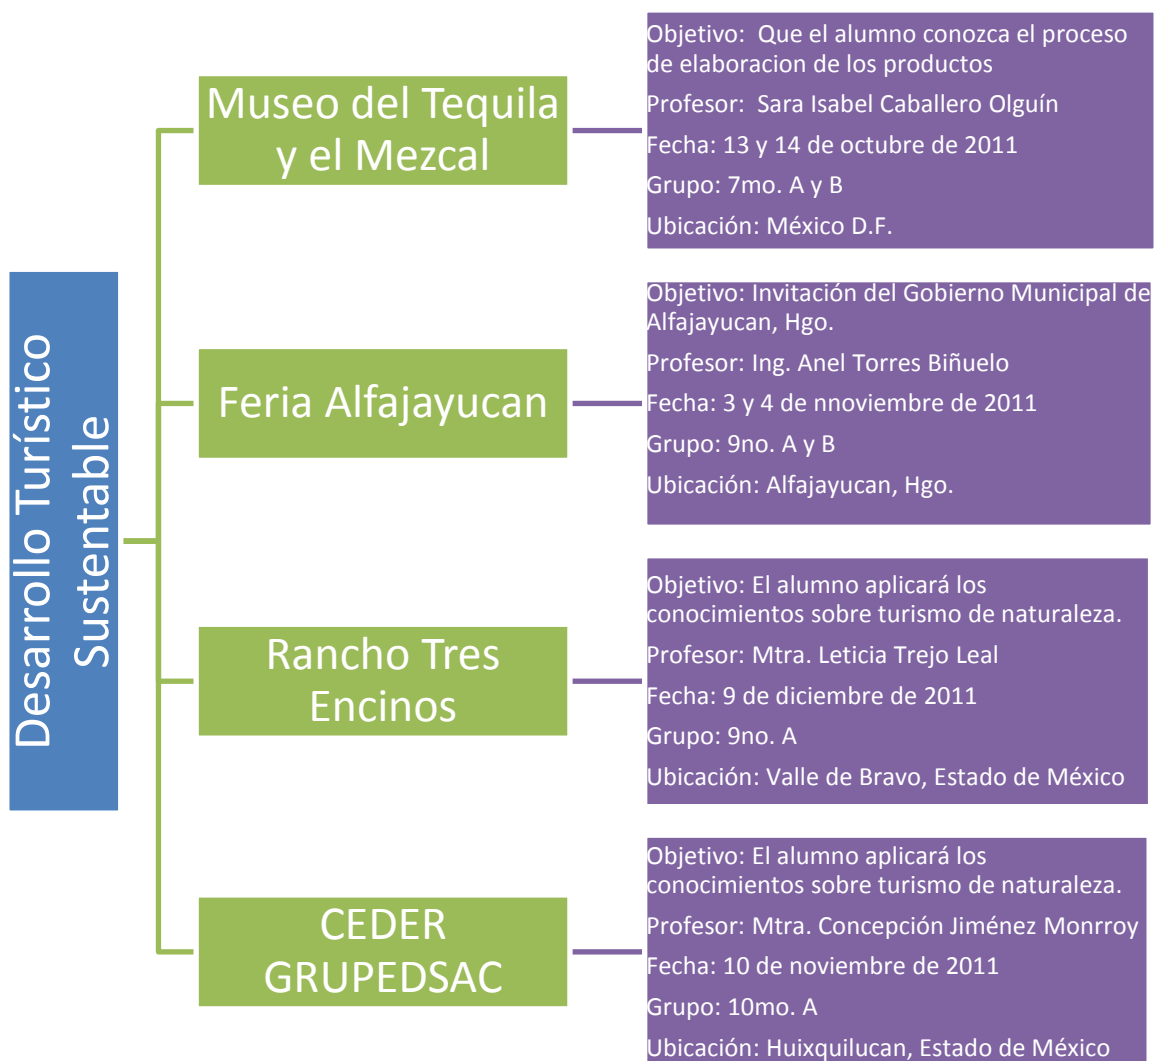 Desarrollo Turístico
Sustentable
Museo del Tequila
y el Mezcal
Objetivo:  Que el alumno conozca el proceso
de elaboracion de los productos
Profesor:  Sara Isabel Caballero Olguín
Fecha: 13 y 14 de octubre de 2011
Grupo: 7mo. A y B
Ubicación: México D.F.
Feria Alfajayucan
Objetivo: Invitación del Gobierno Municipal de
Alfajayucan, Hgo.
Profesor: Ing. Anel Torres Biñuelo
Fecha: 3 y 4 de nnoviembre de 2011
Grupo: 9no. A y B
Ubicación: Alfajayucan, Hgo.
Rancho Tres
Encinos
Objetivo: El alumno aplicará los
conocimientos sobre turismo de naturaleza.
Profesor: Mtra. Leticia Trejo Leal
Fecha: 9 de diciembre de 2011
Grupo: 9no. A
Ubicación: Valle de Bravo, Estado de México
CEDER
GRUPEDSAC
Objetivo: El alumno aplicará los
conocimientos sobre turismo de naturaleza.
Profesor: Mtra. Concepción Jiménez Monrroy
Fecha: 10 de noviembre de 2011
Grupo: 10mo. A
Ubicación: Huixquilucan, Estado de México